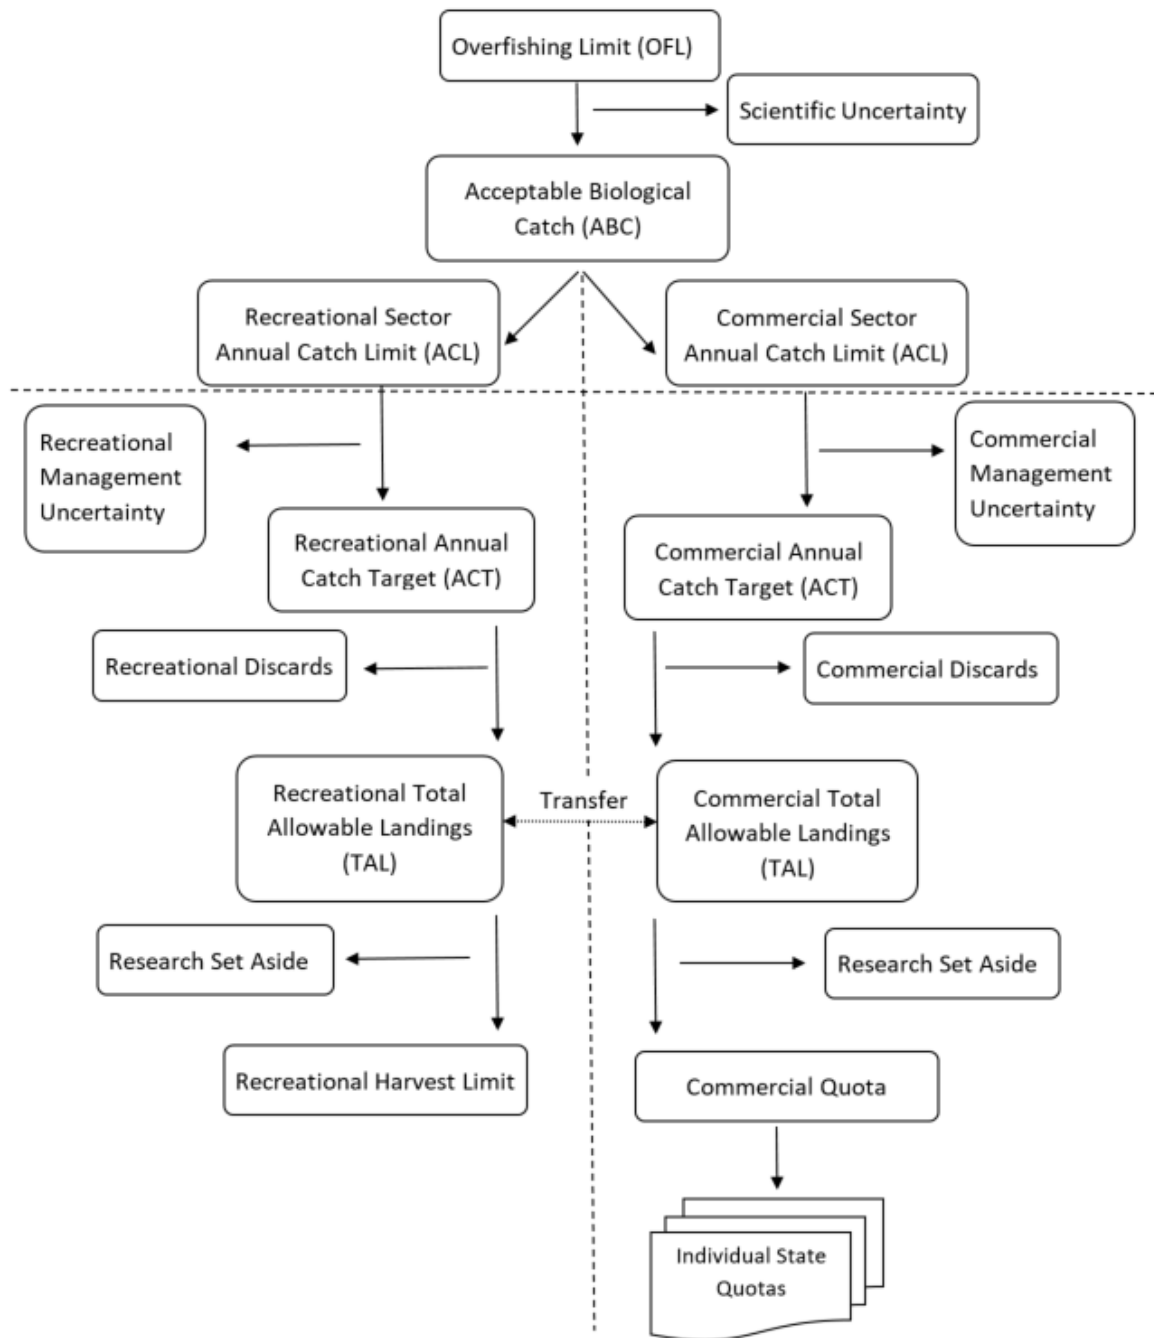 Overfishing Limit (OFL)
Scientific Uncertainty
Acceptable Biological
Catch (ABC)
Recreational Sector
Annual Catch Limit (ACL)
Commercial Sector
Annual Catch Limit (ACL)
Recreational
Management
Uncertainty
Commercial
Management
Uncertainty
Recreational Annual
Catch Target (ACT)
Commercial Annual
Catch Target (ACT)
Recreational Discards
Commercial Discards
Recreational Total
Allowable Landings
(TAL)
Transfer
Commercial Total
Allowable Landings
(TAL)
Research Set Aside
Research Set Aside
Recreational Harvest Limit
Commercial Quota
Individual State
Quotas